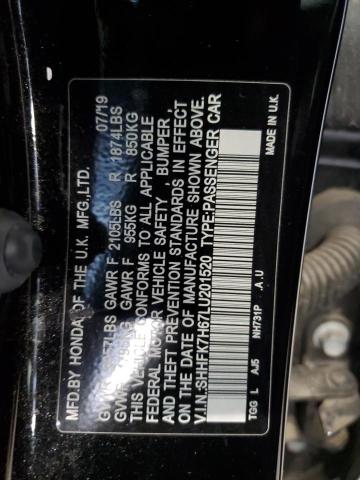 MFD.BY HONDA OF THE U.K. MFG.,LTD. 07/19
GAWR F 2105LBS R 1874LBS
GAWR F 955KG R 850KG
THIS VEHICLE CONFORMS TO ALL APPLICABLE
FEDERAL MOTOR VEHICLE SAFETY , BUMPER ,
AND THEFT PREVENTION STANDARDS IN EFFECT
ON THE DATE OF MANUFACTURE SHOWN ABOVE.
V.I.N.:SHHFK7H67LU201520 TYPE:PASSENGER CAR
TGG L AJ5 NH731P A.U MADE IN U.K.